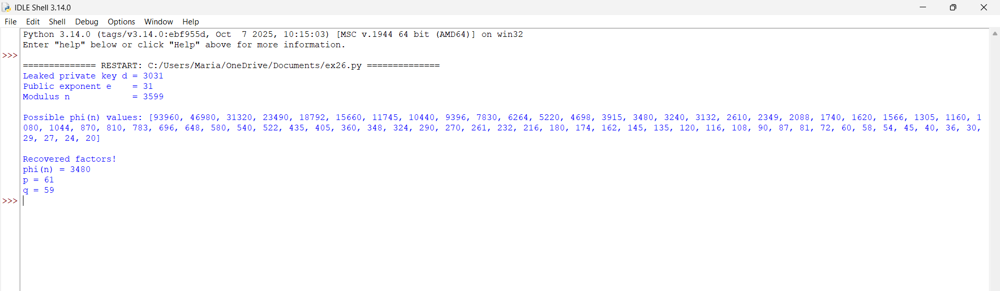 IDLE Shell 3.14.0
File Edit Shell Debug Options Window Help
Python 3.14.0 (tags/v3.14.0:ebf955d, Oct  7 2025, 10:15:03) [MSC v.1944 64 bit (AMD64)] on win32
Enter "help" below or click "Help" above for more information.
>>>
============== RESTART: C:/Users/Maria/OneDrive/Documents/ex26.py ==============
Leaked private key d = 3031
Public exponent e    = 31
Modulus n            = 3599
Possible phi(n) values: [93960, 46980, 31320, 23490, 18792, 15660, 11745, 10440, 9396, 7830, 6264, 5220, 4698, 3915, 3480, 3240, 3132, 2610, 2349, 2088, 1740, 1620, 1566, 1305, 1160, 1
080, 1044, 870, 810, 783, 696, 648, 580, 540, 522, 435, 405, 360, 348, 324, 290, 270, 261, 232, 216, 180, 174, 162, 145, 135, 120, 116, 108, 90, 87, 81, 72, 60, 58, 54, 45, 40, 36, 30,
29, 27, 24, 20]
Recovered factors!
phi(n) = 3480
p = 61
q = 59
>>>